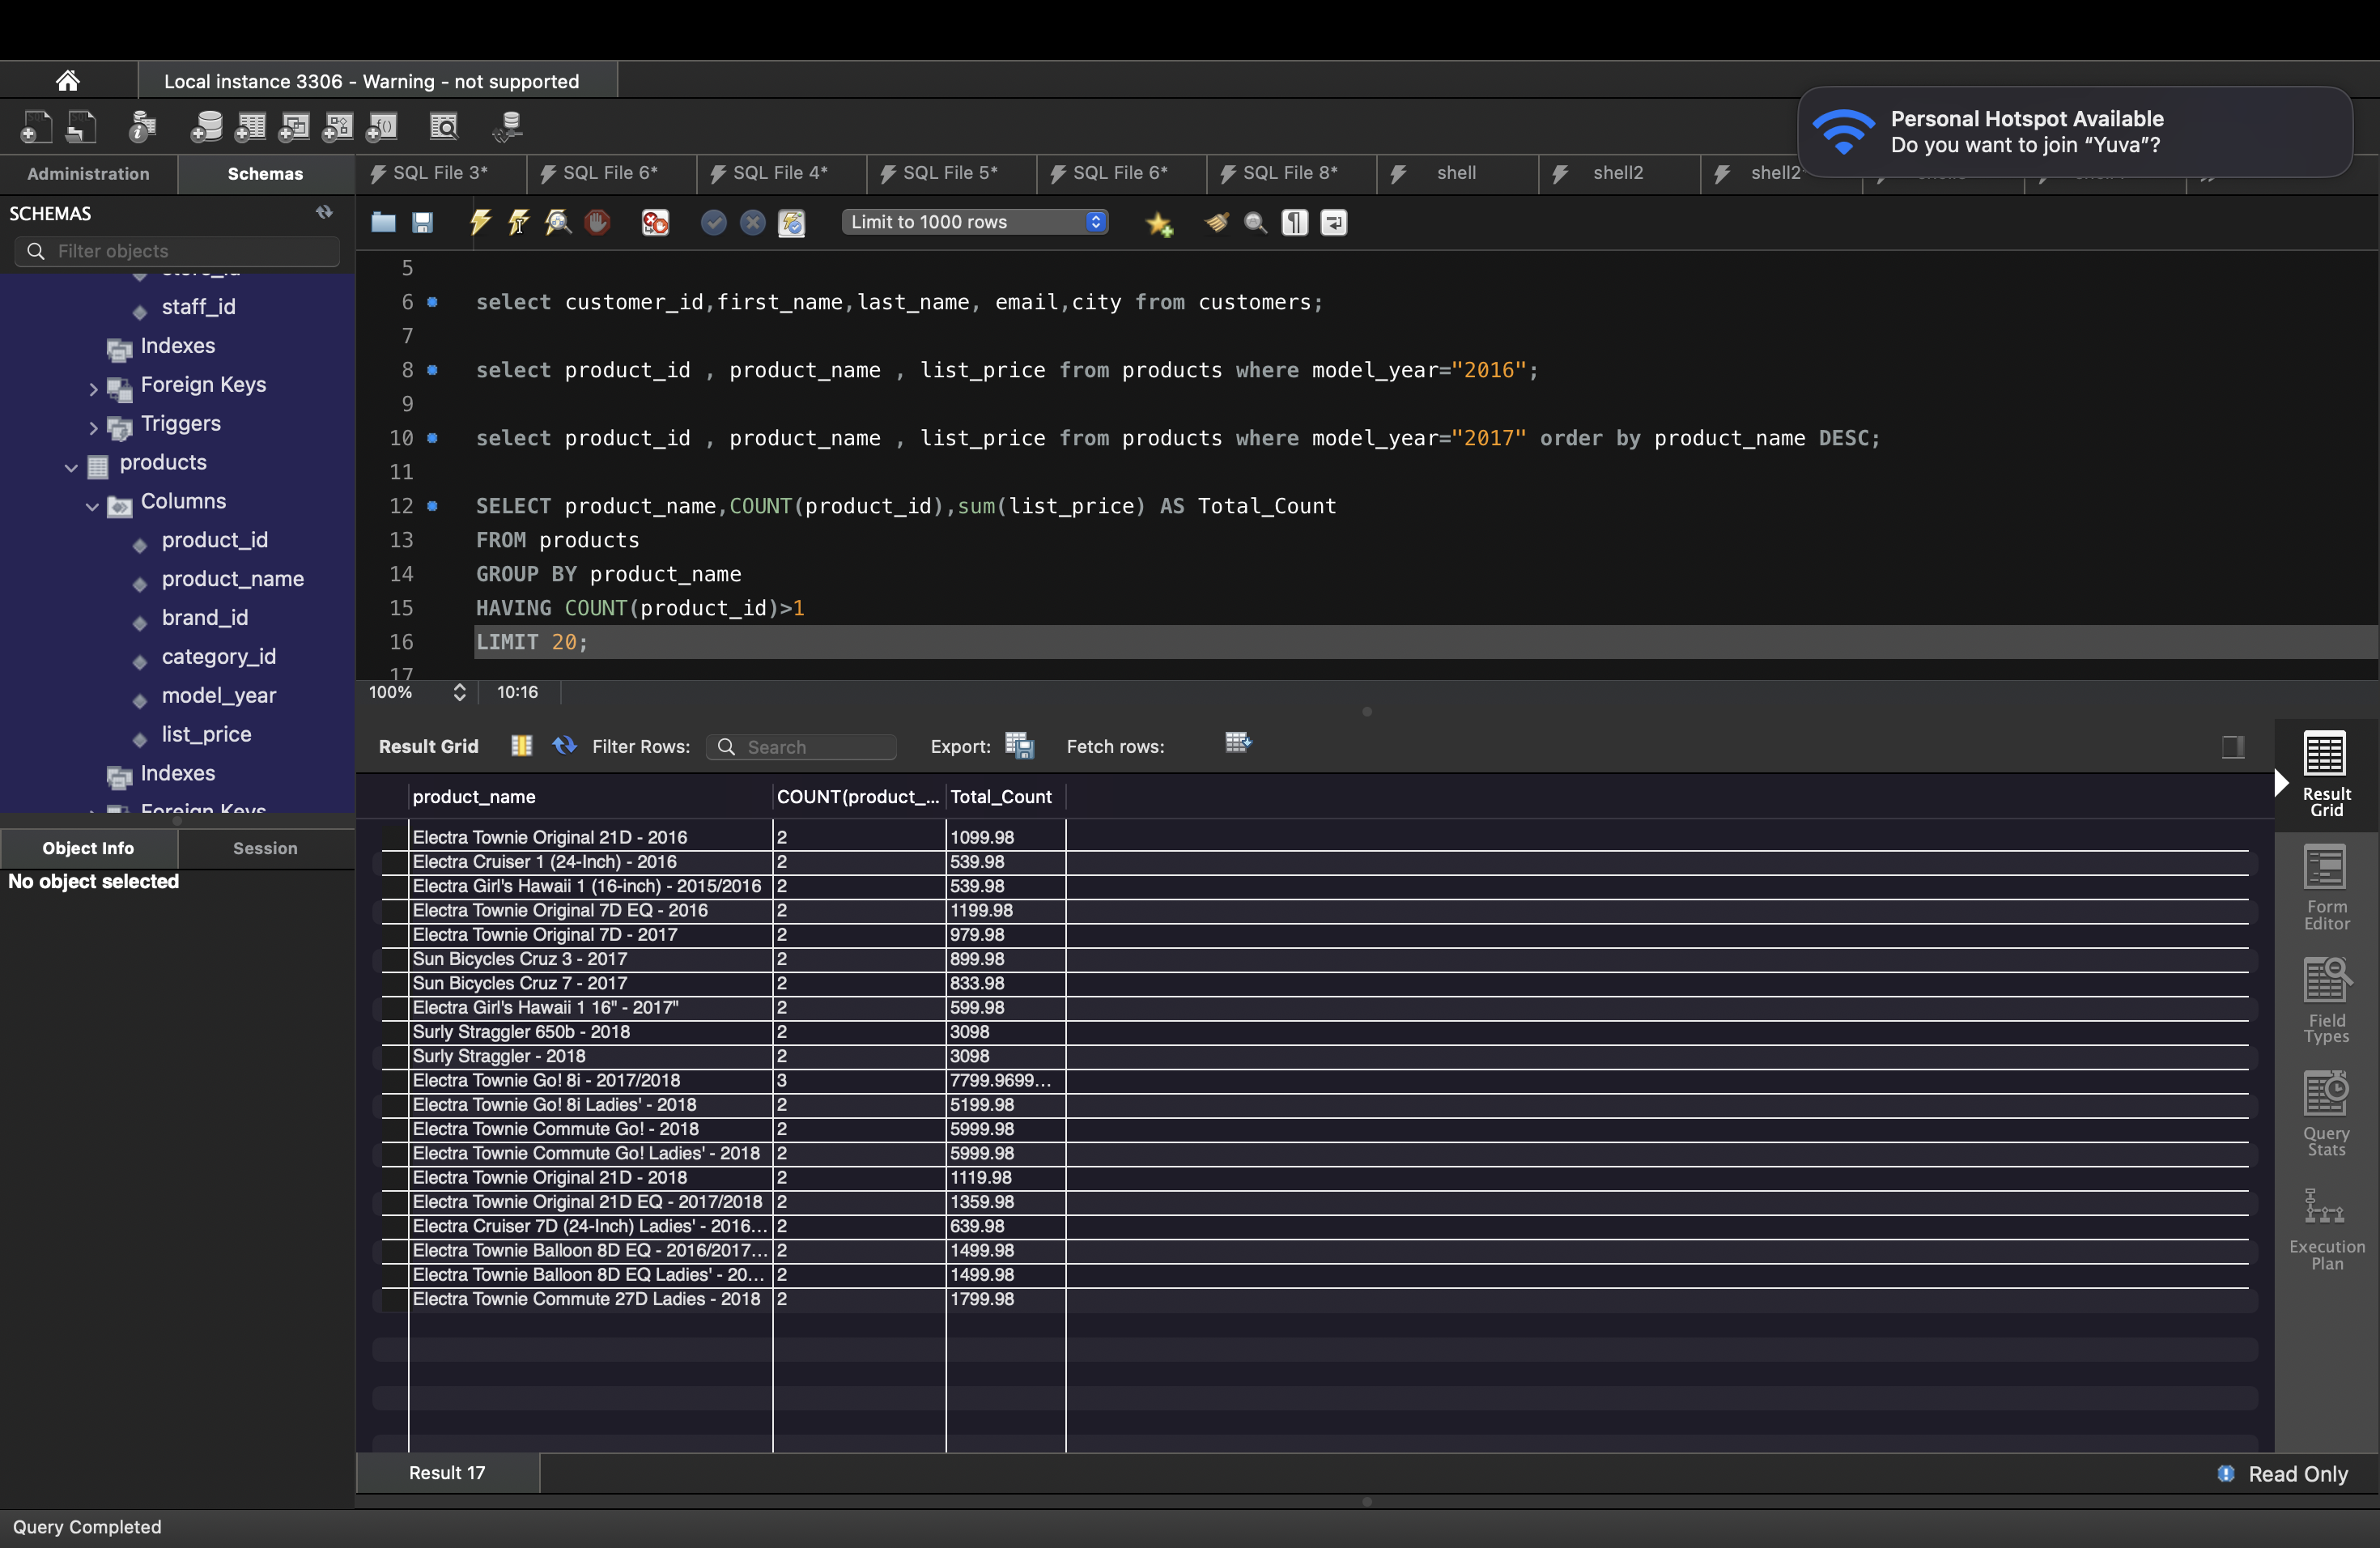 Local instance 3306 - Warning - not supported
Personal Hotspot Available
Do you want to join “Yuva”?
Administration
Schemas
SQL File 3*
SQL File 6*
SQL File 4*
SQL File 5*
SQL File 6*
SQL File 8*
shell
shell2
shell2
SCHEMAS
Filter objects
Limit to 1000 rows
staff_id
Indexes
Foreign Keys
Triggers
products
Columns
product_id
product_name
brand_id
category_id
model_year
list_price
Indexes
Foreign Keys
5
6 select customer_id,first_name,last_name, email,city from customers;
7
8 select product_id , product_name , list_price from products where model_year="2016";
9
10 select product_id , product_name , list_price from products where model_year="2017" order by product_name DESC;
11
12 SELECT product_name,COUNT(product_id),sum(list_price) AS Total_Count
13 FROM products
14 GROUP BY product_name
15 HAVING COUNT(product_id)>1
16 LIMIT 20;
17
100% 10:16
Result Grid Filter Rows: Search Export: Fetch rows:
product_name COUNT(product_... Total_Count
Electra Townie Original 21D - 2016 2 1099.98
Electra Cruiser 1 (24-Inch) - 2016 2 539.98
Electra Girl's Hawaii 1 (16-inch) - 2015/2016 2 539.98
Electra Townie Original 7D EQ - 2016 2 1199.98
Electra Townie Original 7D - 2017 2 979.98
Sun Bicycles Cruz 3 - 2017 2 899.98
Sun Bicycles Cruz 7 - 2017 2 833.98
Electra Girl's Hawaii 1 16" - 2017" 2 599.98
Surly Straggler 650b - 2018 2 3098
Surly Straggler - 2018 2 3098
Electra Townie Go! 8i - 2017/2018 3 7799.9699...
Electra Townie Go! 8i Ladies' - 2018 2 5199.98
Electra Townie Commute Go! - 2018 2 5999.98
Electra Townie Commute Go! Ladies' - 2018 2 5999.98
Electra Townie Original 21D - 2018 2 1119.98
Electra Townie Original 21D EQ - 2017/2018 2 1359.98
Electra Cruiser 7D (24-Inch) Ladies' - 2016... 2 639.98
Electra Townie Balloon 8D EQ - 2016/2017... 2 1499.98
Electra Townie Balloon 8D EQ Ladies' - 20... 2 1499.98
Electra Townie Commute 27D Ladies - 2018 2 1799.98
Result
Grid
Form
Editor
Field
Types
Query
Stats
Execution
Plan
Object Info
Session
No object selected
Result 17
Read Only
Query Completed